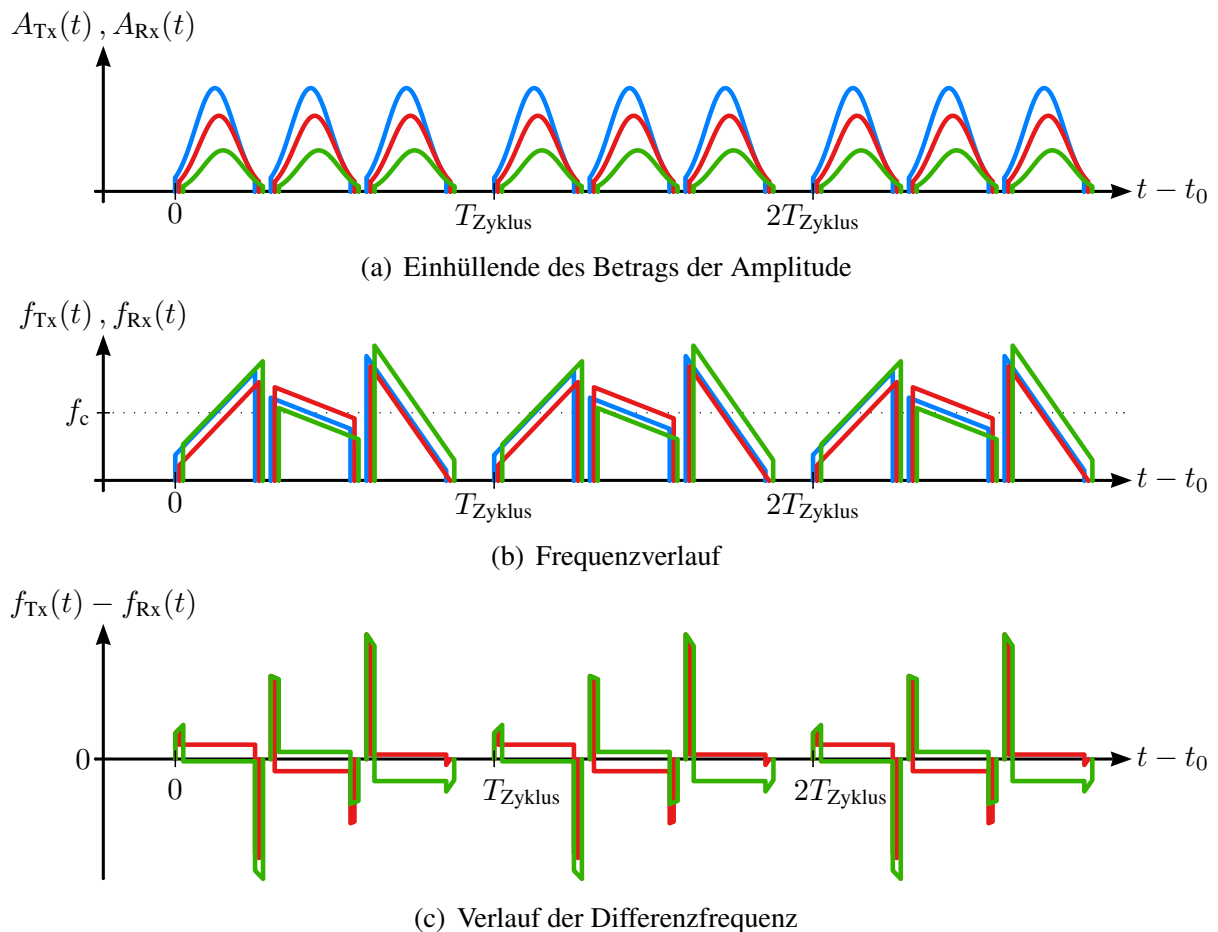 A_Tx(t) , A_Rx(t)
t − t_0
0 T_Zyklus 2T_Zyklus
(a) Einhüllende des Betrags der Amplitude
f_Tx(t) , f_Rx(t)
f_c
t − t_0
0 T_Zyklus 2T_Zyklus
(b) Frequenzverlauf
f_Tx(t) − f_Rx(t)
0
t − t_0
0 T_Zyklus 2T_Zyklus
(c) Verlauf der Differenzfrequenz